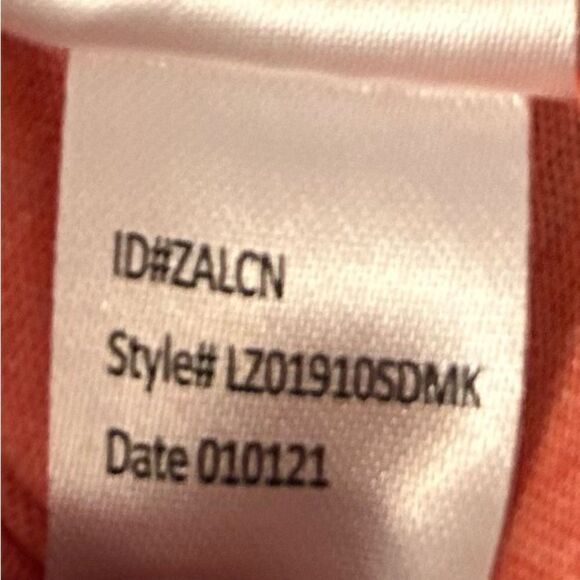 ID#ZALCN
Style# LZ01910SDMK
Date 010121